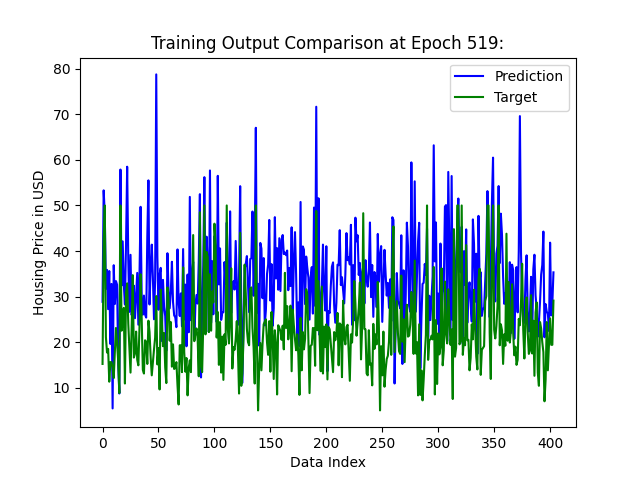 Training Output Comparison at Epoch 519:
Prediction
Target
Housing Price in USD
80
70
60
50
40
30
20
10
0 50 100 150 200 250 300 350 400
Data Index